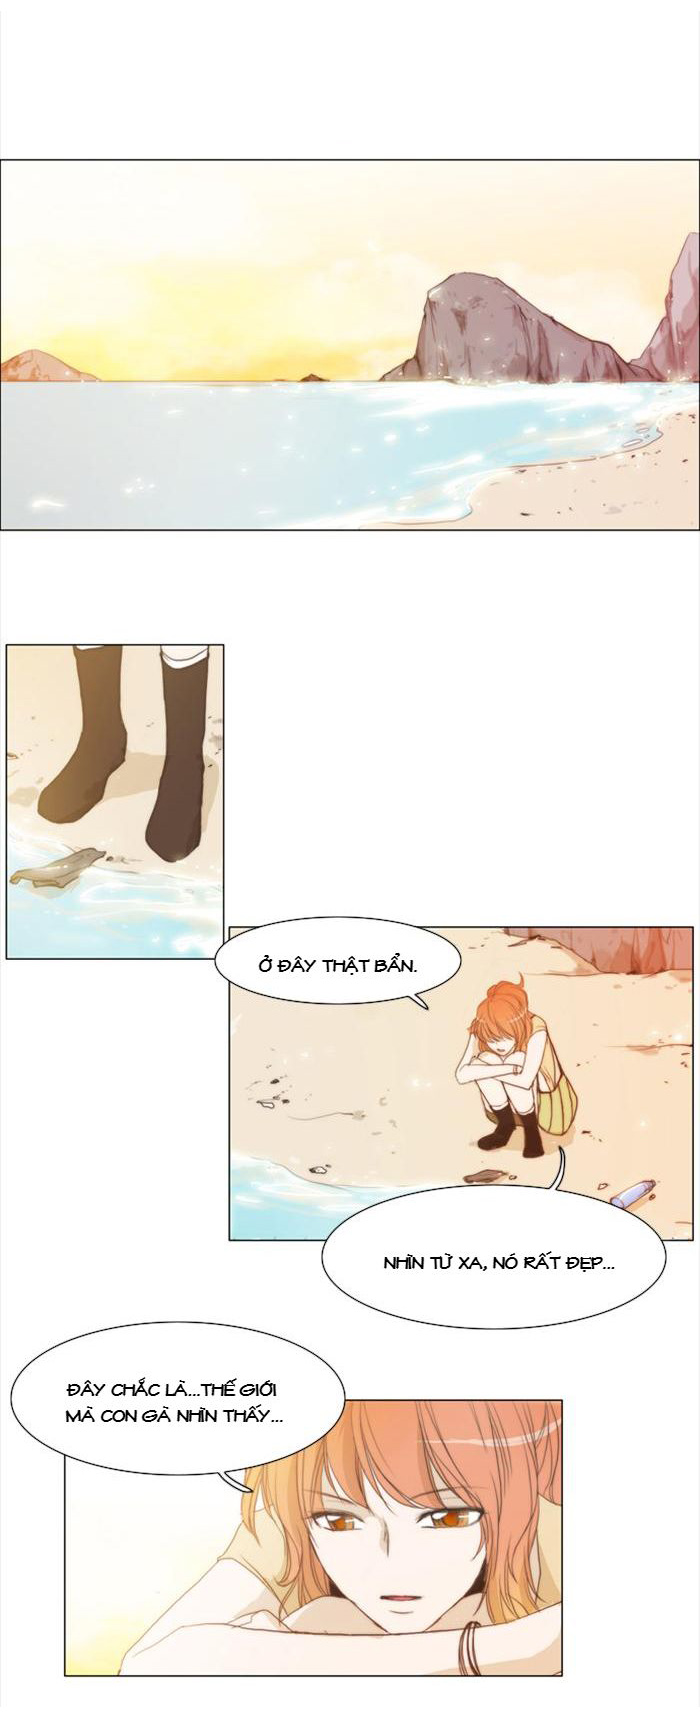 Ở ĐÂY THẬT BẨN.
NHÌN TỪ XA, NÓ RẤT ĐẸP...
ĐÂY CHẮC LÀ...THẾ GIỚI
MÀ CON GÀ NHÌN THẤY...